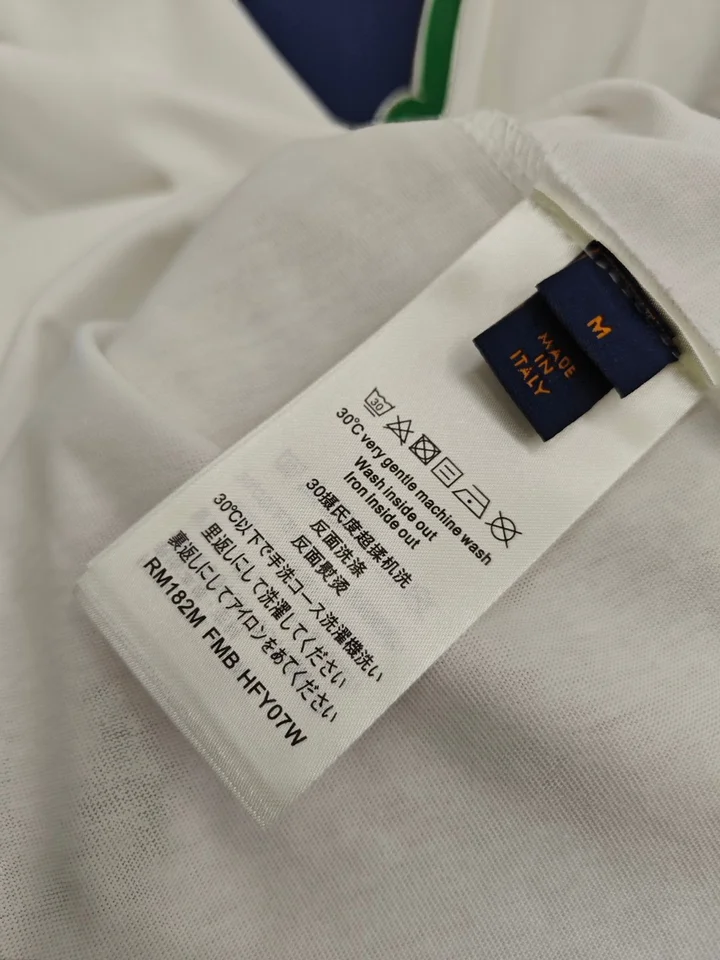 M
MADE
IN
ITALY
30
30°C very gentle machine wash
Wash inside out
Iron inside out
30摄氏度超揉机洗
反面洗涤
反面熨烫
30℃以下で手洗コース洗濯機洗い
里返しにして洗濯してください
裏返しにしてアイロンをあてください
RM182M FMB HFY07W